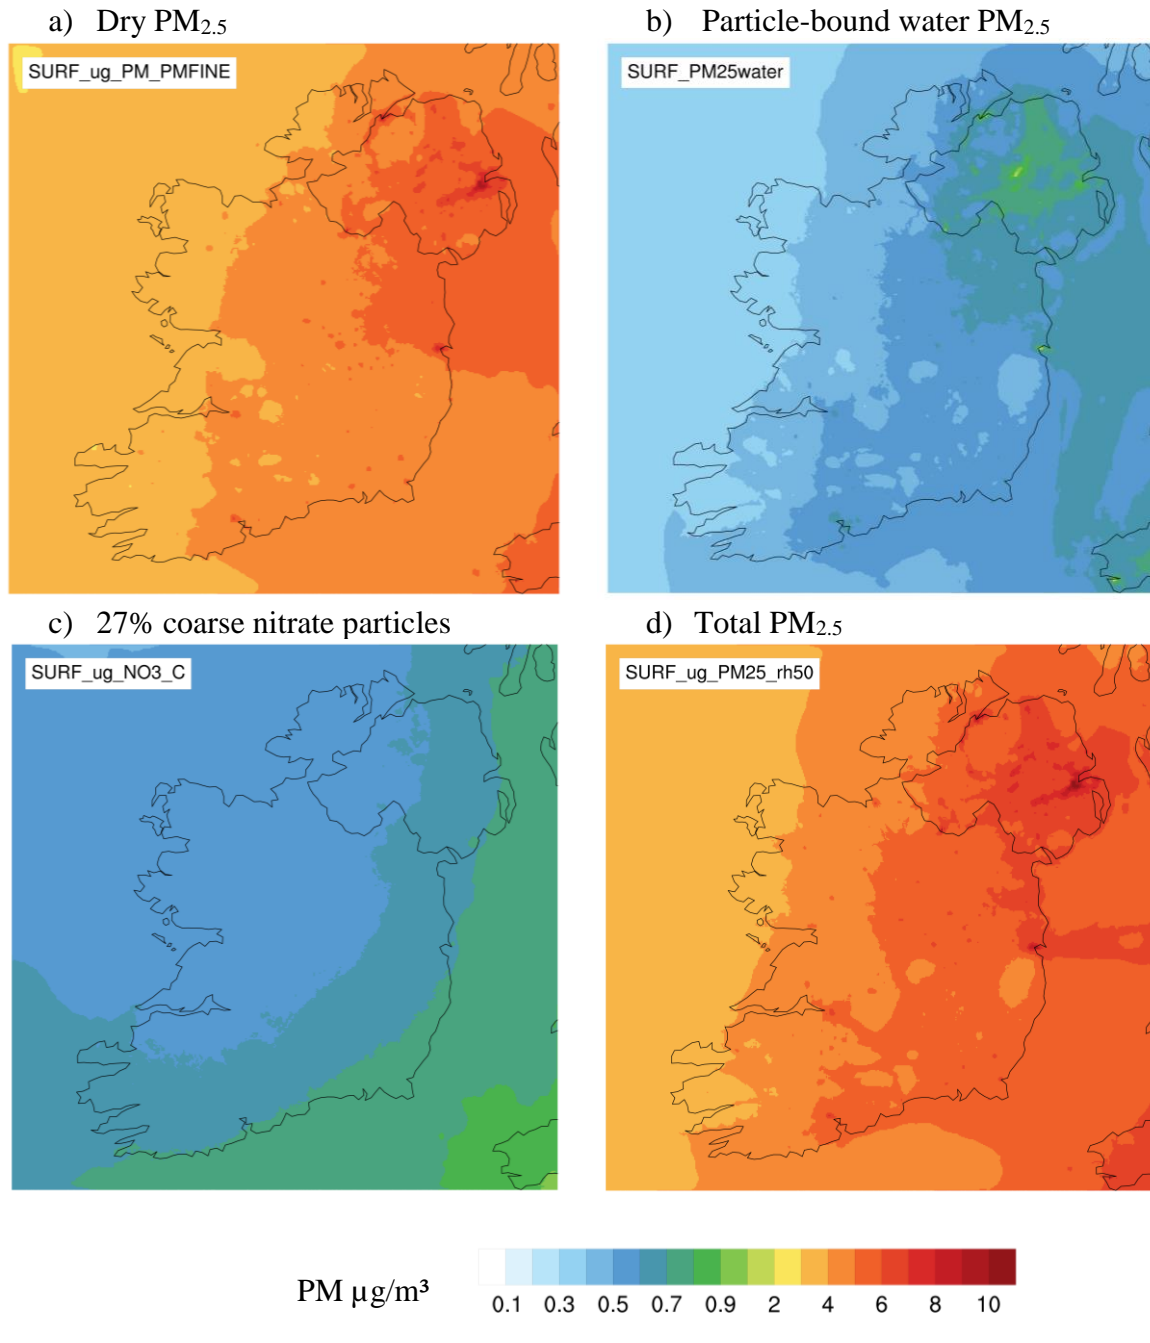 a) Dry PM2.5
b) Particle-bound water PM2.5
SURF_ug_PM_PMFINE
SURF_PM25water
c) 27% coarse nitrate particles
d) Total PM2.5
SURF_ug_NO3_C
SURF_ug_PM25_rh50
PM µg/m³
0.1 0.3 0.5 0.7 0.9 2 4 6 8 10